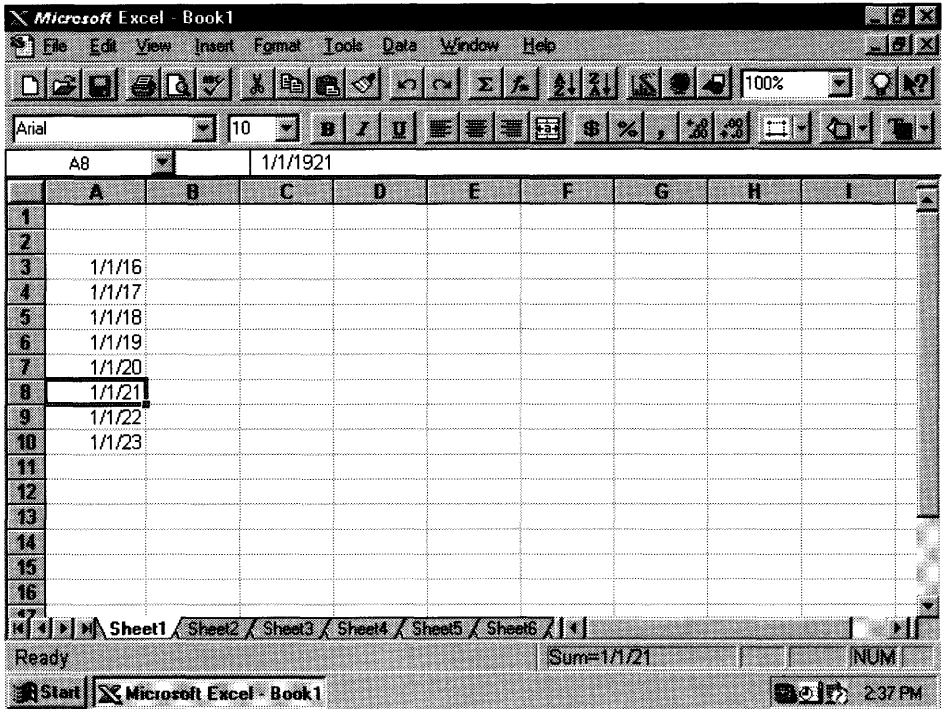 Microsoft Excel - Book1
File Edit View Insert Format Tools Data Window Help
100%
Arial 10 B I U $ % ,
A8 1/1/1921
A B C D E F G H I
1
2
3 1/1/16
4 1/1/17
5 1/1/18
6 1/1/19
7 1/1/20
8 1/1/21
9 1/1/22
10 1/1/23
11
12
13
14
15
16
17
Sheet1 Sheet2 Sheet3 Sheet4 Sheet5 Sheet6
Ready Sum=1/1/21 NUM
Start Microsoft Excel - Book1 2:37 PM